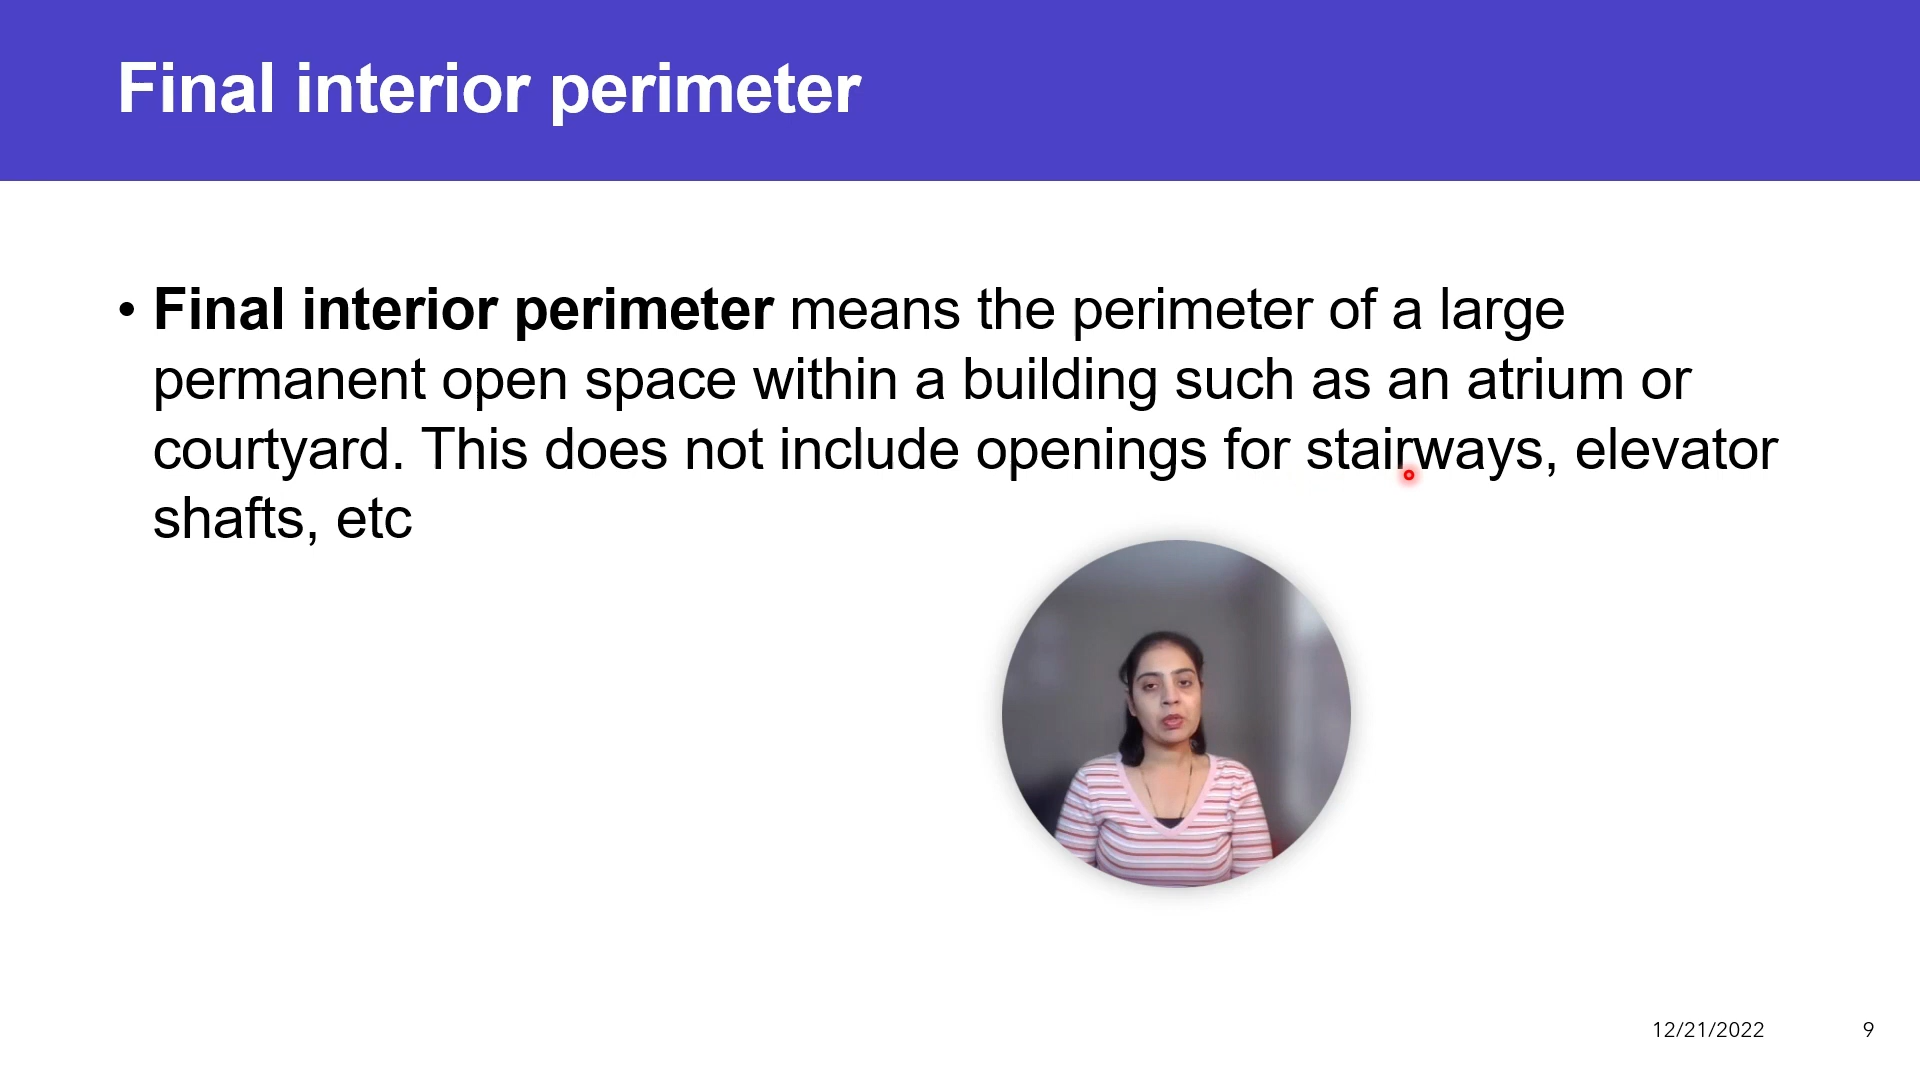 Final interior perimeter
• Final interior perimeter means the perimeter of a large
permanent open space within a building such as an atrium or
courtyard. This does not include openings for stairways, elevator
shafts, etc
12/21/2022 9